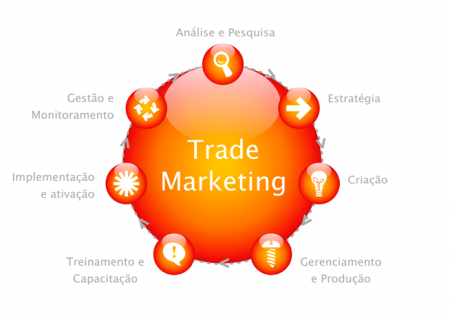 Análise e Pesquisa
Estratégia
Criação
Gerenciamento
e Produção
Treinamento e
Capacitação
Implementação
e ativação
Gestão e
Monitoramento
Trade
Marketing